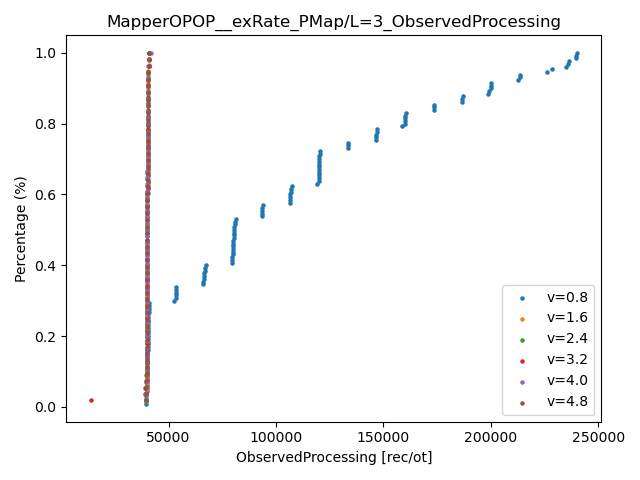 MapperOPOP__exRate_PMap/L=3_ObservedProcessing
1.0
0.8
0.6
0.4
0.2
0.0
Percentage (%)
v=0.8
v=1.6
v=2.4
v=3.2
v=4.0
v=4.8
50000 100000 150000 200000 250000
ObservedProcessing [rec/ot]